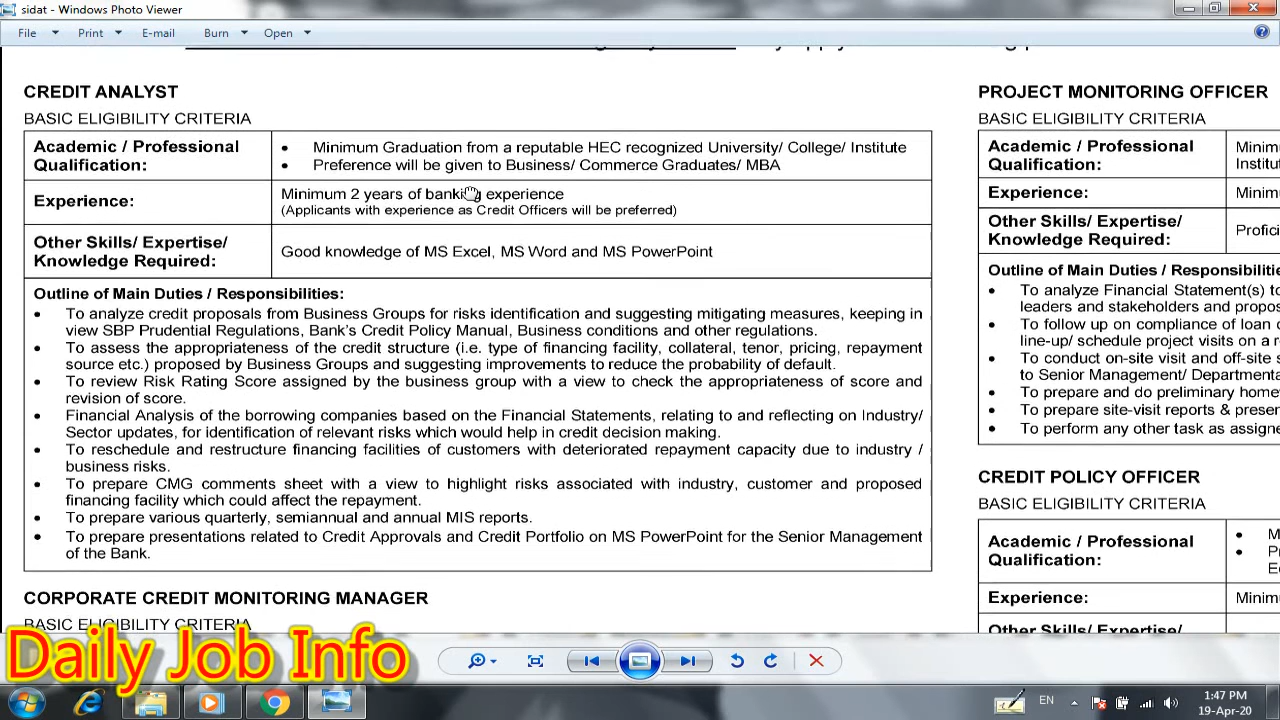 sidat - Windows Photo Viewer
File Print E-mail Burn Open
CREDIT ANALYST
BASIC ELIGIBILITY CRITERIA
Academic / Professional
Qualification:
• Minimum Graduation from a reputable HEC recognized University/ College/ Institute
• Preference will be given to Business/ Commerce Graduates/ MBA
Experience:
Minimum 2 years of banking experience
(Applicants with experience as Credit Officers will be preferred)
Other Skills/ Expertise/
Knowledge Required:
Good knowledge of MS Excel, MS Word and MS PowerPoint
Outline of Main Duties / Responsibilities:
• To analyze credit proposals from Business Groups for risks identification and suggesting mitigating measures, keeping in
view SBP Prudential Regulations, Bank's Credit Policy Manual, Business conditions and other regulations.
• To assess the appropriateness of the credit structure (i.e. type of financing facility, collateral, tenor, pricing, repayment
source etc.) proposed by Business Groups and suggesting improvements to reduce the probability of default.
• To review Risk Rating Score assigned by the business group with a view to check the appropriateness of score and
revision of score.
• Financial Analysis of the borrowing companies based on the Financial Statements, relating to and reflecting on Industry/
Sector updates, for identification of relevant risks which would help in credit decision making.
• To reschedule and restructure financing facilities of customers with deteriorated repayment capacity due to industry /
business risks.
• To prepare CMG comments sheet with a view to highlight risks associated with industry, customer and proposed
financing facility which could affect the repayment.
• To prepare various quarterly, semiannual and annual MIS reports.
• To prepare presentations related to Credit Approvals and Credit Portfolio on MS PowerPoint for the Senior Management
of the Bank.
CORPORATE CREDIT MONITORING MANAGER
BASIC ELIGIBILITY CRITERIA
PROJECT MONITORING OFFICER
BASIC ELIGIBILITY CRITERIA
Academic / Professional
Qualification:
Experience:
Other Skills/ Expertise/
Knowledge Required:
• To analyze Financial Statement(s) to
leaders and stakeholders and
• To follow up on compliance of loan
line-up/ schedule project visits on a
• To conduct on-site visit and off-site
to Senior Management/
• To prepare and do preliminary
• To prepare site-visit reports &
• To perform any other task as
CREDIT POLICY OFFICER
BASIC ELIGIBILITY CRITERIA
Academic / Professional
Qualification:
Experience:
Other Skills/ Expertise/
Daily Job Info
EN
1:47 PM
19-Apr-20